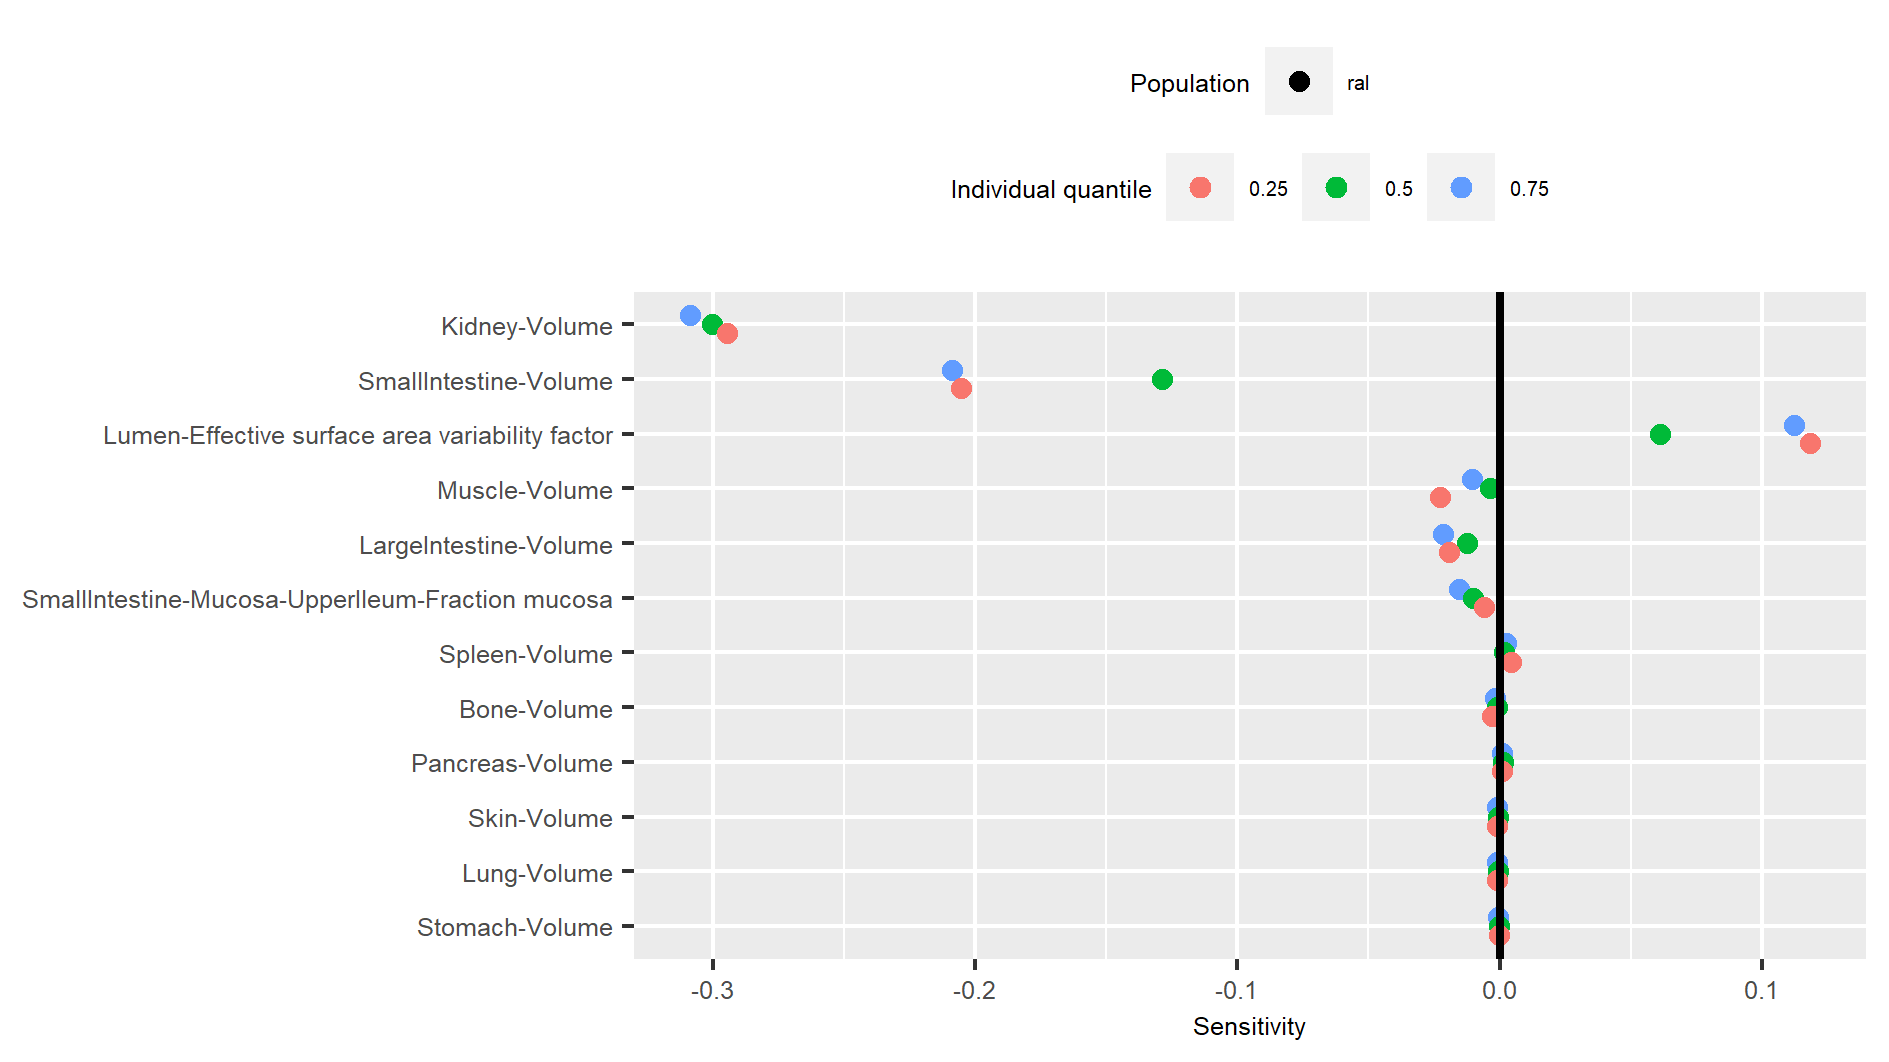 Population ral
Individual quantile 0.25 0.5 0.75
Kidney-Volume
SmallIntestine-Volume
Lumen-Effective surface area variability factor
Muscle-Volume
LargeIntestine-Volume
SmallIntestine-Mucosa-UpperIleum-Fraction mucosa
Spleen-Volume
Bone-Volume
Pancreas-Volume
Skin-Volume
Lung-Volume
Stomach-Volume
-0.3 -0.2 -0.1 0.0 0.1
Sensitivity